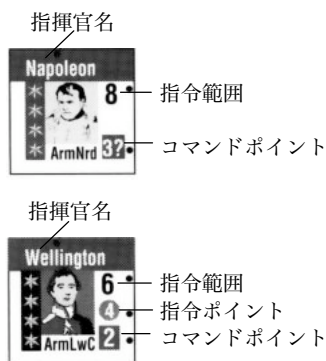 指揮官名
Napoleon
8 指令範囲
ArmNrd 3? コマンドポイント
指揮官名
Wellington
6 指令範囲
4 指令ポイント
ArmLwC 2 コマンドポイント